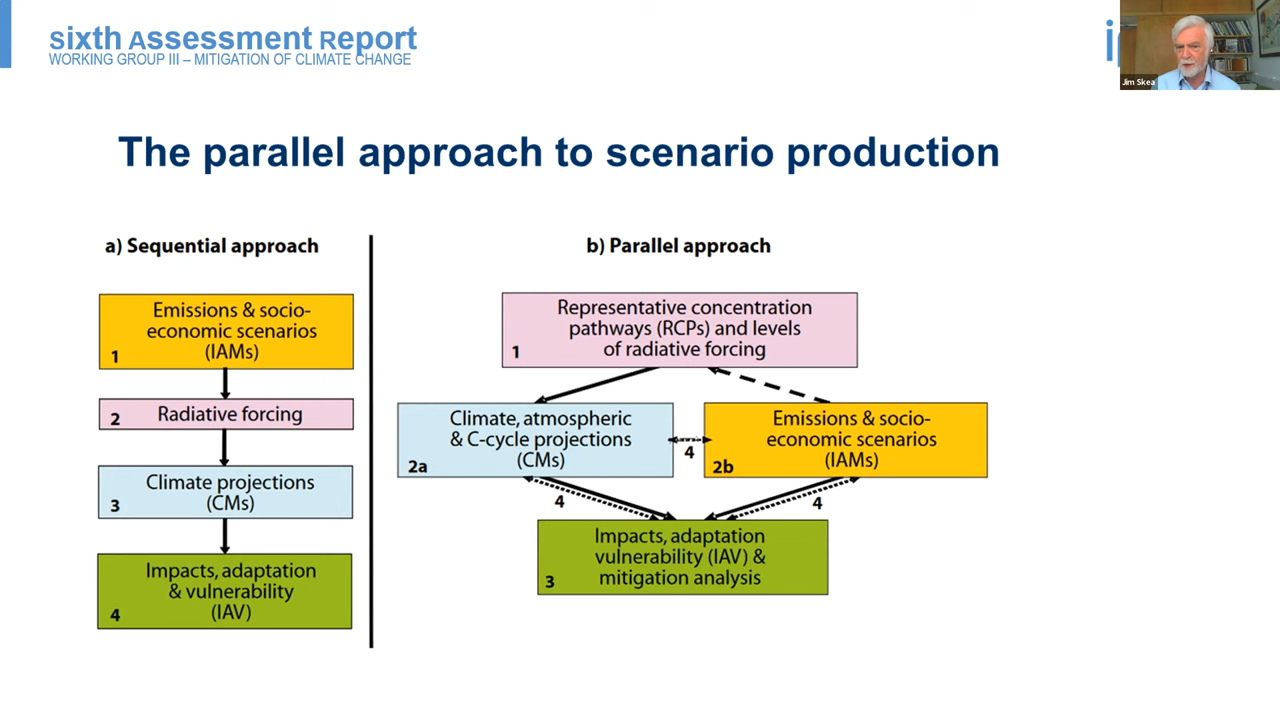 sixth Assessment Report
WORKING GROUP III – MITIGATION OF CLIMATE CHANGE
Jim Skea
The parallel approach to scenario production
a) Sequential approach
Emissions & socio-
economic scenarios
(IAMs)
1
Radiative forcing
2
Climate projections
(CMs)
3
Impacts, adaptation
& vulnerability
(IAV)
4
b) Parallel approach
Representative concentration
pathways (RCPs) and levels
of radiative forcing
1
Climate, atmospheric
& C-cycle projections
(CMs)
2a
4
Emissions & socio-
economic scenarios
(IAMs)
2b
4
4
Impacts, adaptation
vulnerability (IAV) &
mitigation analysis
3